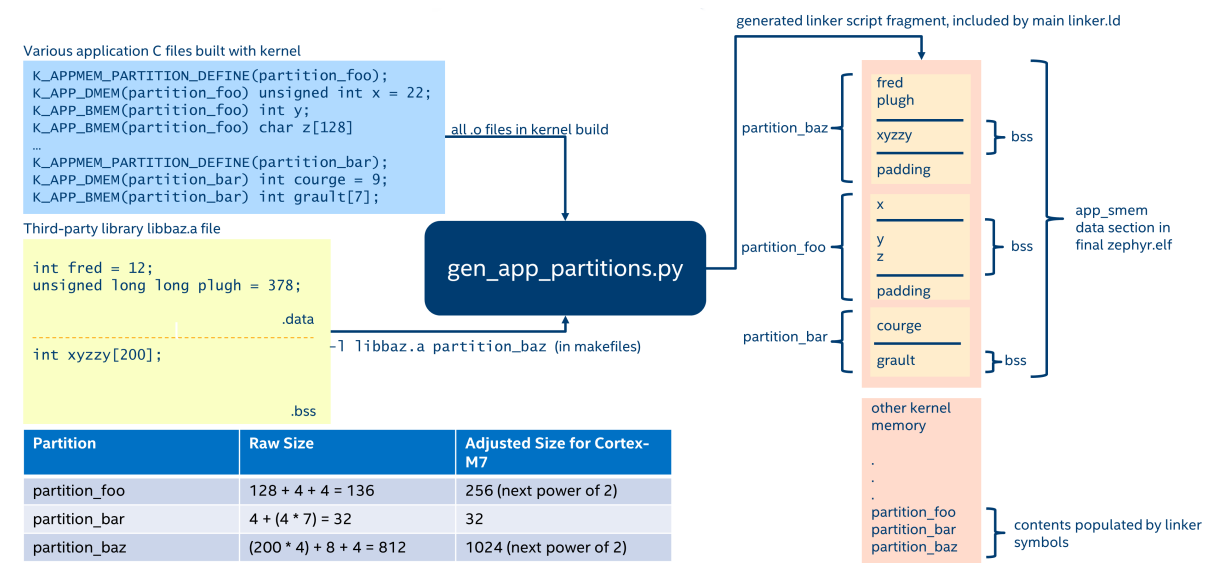 generated linker script fragment, included by main linker.ld
Various application C files built with kernel
K_APPMEM_PARTITION_DEFINE(partition_foo);
K_APP_DMEM(partition_foo) unsigned int x = 22;
K_APP_BMEM(partition_foo) int y;
K_APP_BMEM(partition_foo) char z[128]
…
K_APPMEM_PARTITION_DEFINE(partition_bar);
K_APP_DMEM(partition_bar) int courge = 9;
K_APP_BMEM(partition_bar) int grault[7];
all .o files in kernel build
Third-party library libbaz.a file
int fred = 12;
unsigned long long plugh = 378;
.data
int xyzzy[200];
.bss
-l libbaz.a partition_baz (in makefiles)
gen_app_partitions.py
partition_baz
fred
plugh
xyzzy
bss
padding
partition_foo
x
y
z
bss
padding
partition_bar
courge
grault
bss
app_smem
data section in
final zephyr.elf
other kernel
memory
.
.
.
partition_foo
partition_bar
partition_baz
contents populated by linker
symbols
Partition Raw Size Adjusted Size for Cortex-
M7
partition_foo 128 + 4 + 4 = 136 256 (next power of 2)
partition_bar 4 + (4 * 7) = 32 32
partition_baz (200 * 4) + 8 + 4 = 812 1024 (next power of 2)